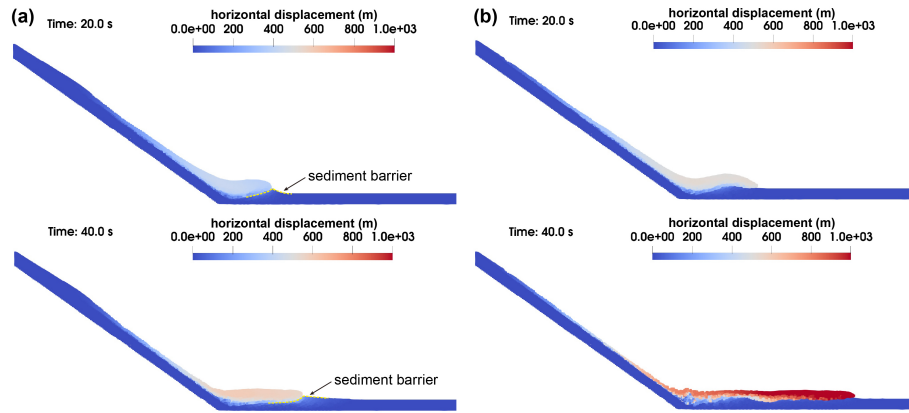 (a)
Time: 20.0 s
horizontal displacement (m)
0.0e+00 200 400 600 800 1.0e+03
sediment barrier
Time: 40.0 s
horizontal displacement (m)
0.0e+00 200 400 600 800 1.0e+03
sediment barrier
(b)
Time: 20.0 s
horizontal displacement (m)
0.0e+00 200 400 600 800 1.0e+03
Time: 40.0 s
horizontal displacement (m)
0.0e+00 200 400 600 800 1.0e+03